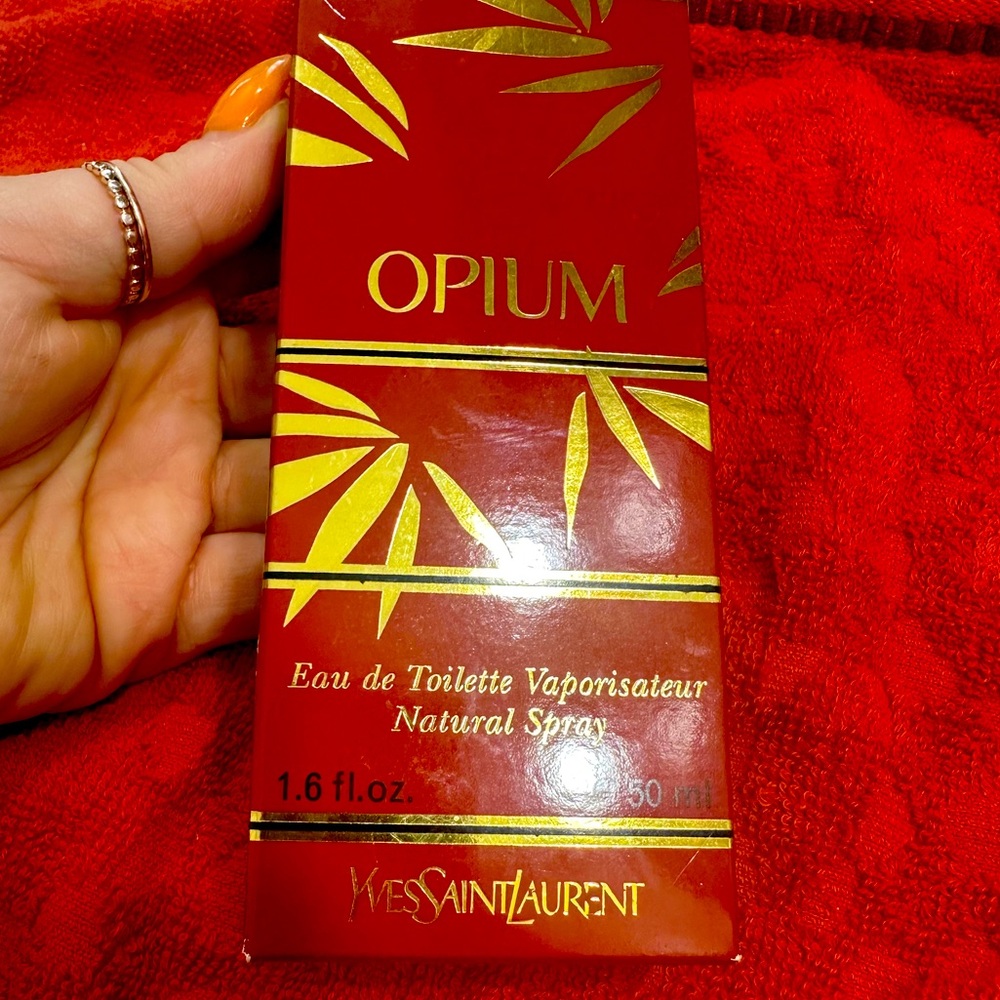 OPIUM
Eau de Toilette Vaporisateur
Natural Spray
1.6 fl.oz. 50 ml
YVESSAINTLAURENT